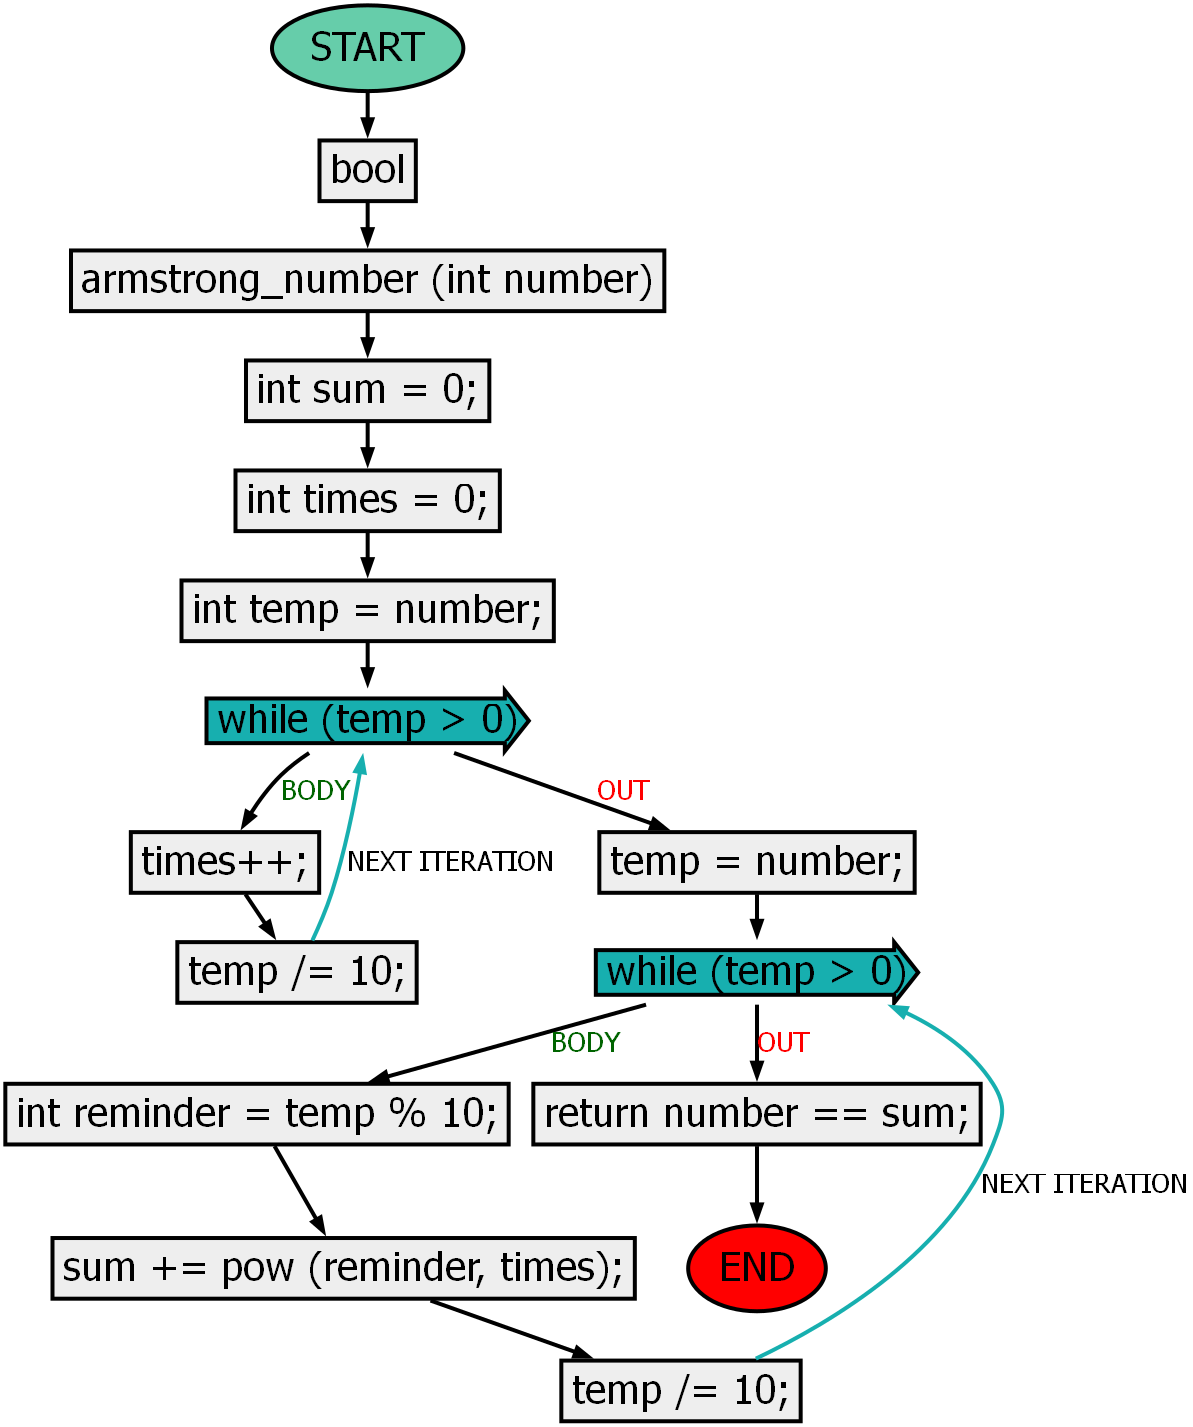 START
bool
armstrong_number (int number)
int sum = 0;
int times = 0;
int temp = number;
while (temp > 0)
BODY
OUT
times++;
NEXT ITERATION
temp = number;
temp /= 10;
while (temp > 0)
BODY
OUT
int reminder = temp % 10;
return number == sum;
NEXT ITERATION
sum += pow (reminder, times);
END
temp /= 10;